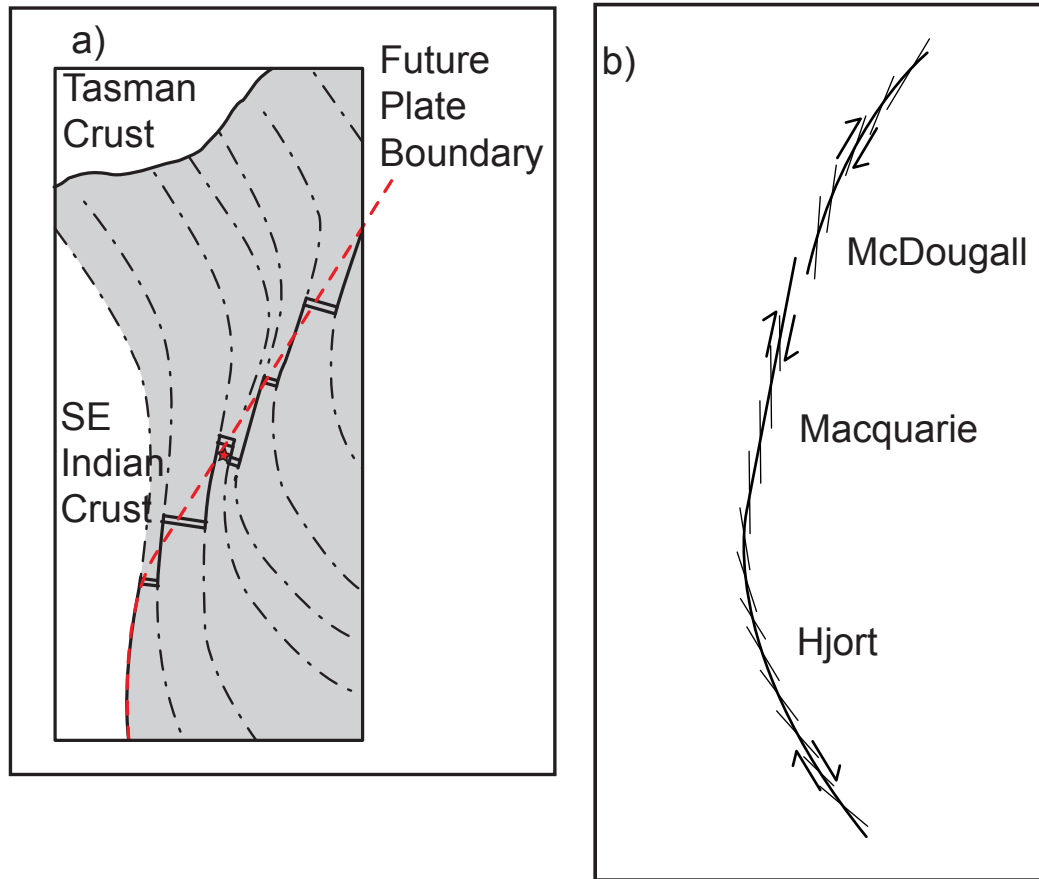 a)
Tasman
Crust
Future
Plate
Boundary
SE
Indian
Crust
b)
McDougall
Macquarie
Hjort